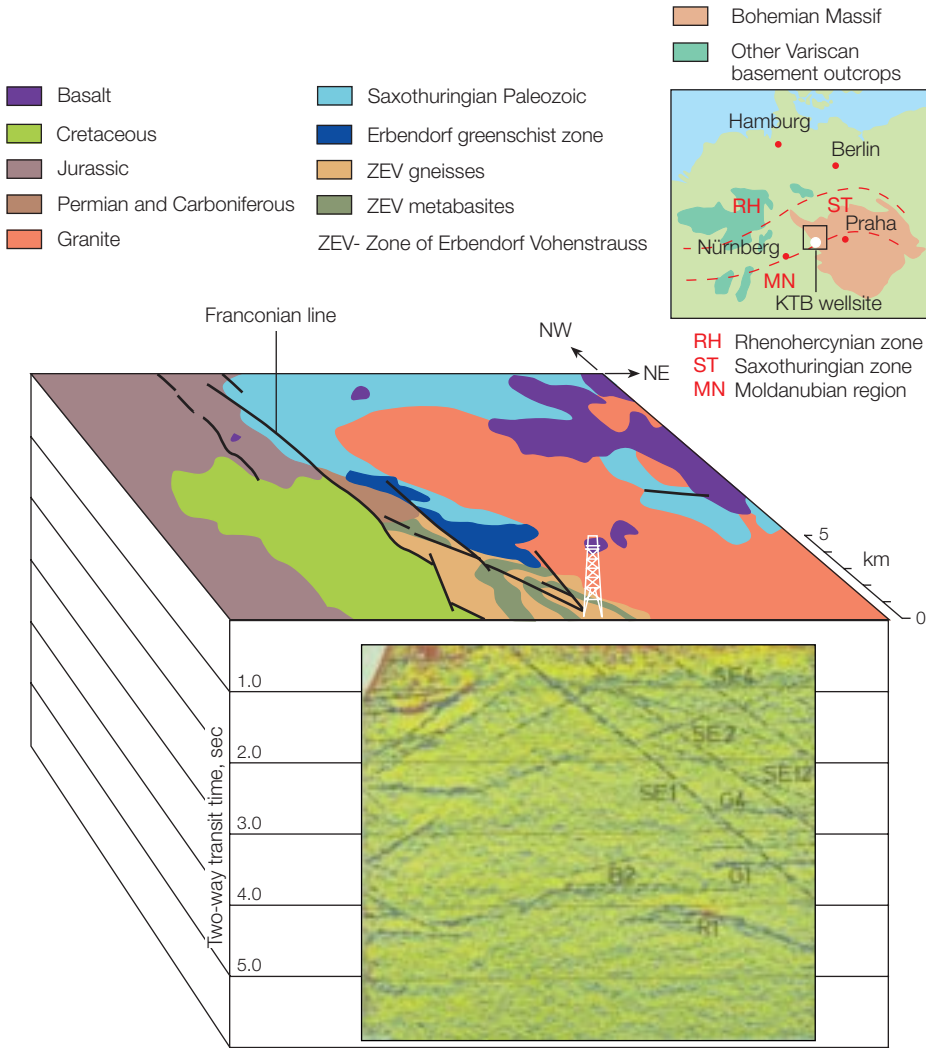 Bohemian Massif
Other Variscan
basement outcrops
Basalt
Cretaceous
Jurassic
Permian and Carboniferous
Granite
Saxothuringian Paleozoic
Erbendorf greenschist zone
ZEV gneisses
ZEV metabasites
ZEV- Zone of Erbendorf Vohenstrauss
Hamburg
Berlin
RH
ST
Praha
Nürnberg
MN
KTB wellsite
RH Rhenohercynian zone
ST Saxothuringian zone
MN Moldanubian region
Franconian line
NW
NE
5
km
0
Two-way transit time, sec
1.0
2.0
3.0
4.0
5.0
SE4
SE2
SE12
SE1
G4
B2
G1
R1